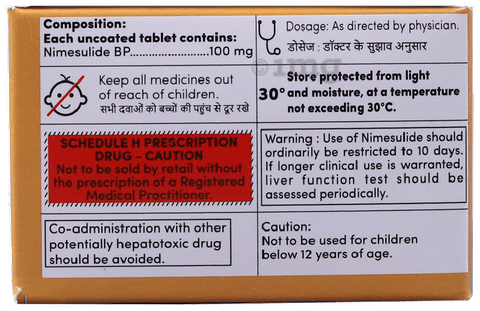 Composition:
Each uncoated tablet contains:
Nimesulide BP..........................100 mg
Dosage: As directed by physician.
डोसेज : डॉक्टर के सुझाव अनुसार
Keep all medicines out
of reach of children.
सभी दवाओं को बच्चों की पहुंच से दूर रखे
1mg
30°
Store protected from light
and moisture, at a temperature
not exceeding 30°C.
SCHEDULE H PRESCRIPTION
DRUG - CAUTION
Not to be sold by retail without
the prescription of a Registered
Medical Practitioner.
Warning : Use of Nimesulide should
ordinarily be restricted to 10 days.
If longer clinical use is warranted,
liver function test should be
assessed periodically.
Co-administration with other
potentially hepatotoxic drug
should be avoided.
Caution:
Not to be used for children
below 12 years of age.